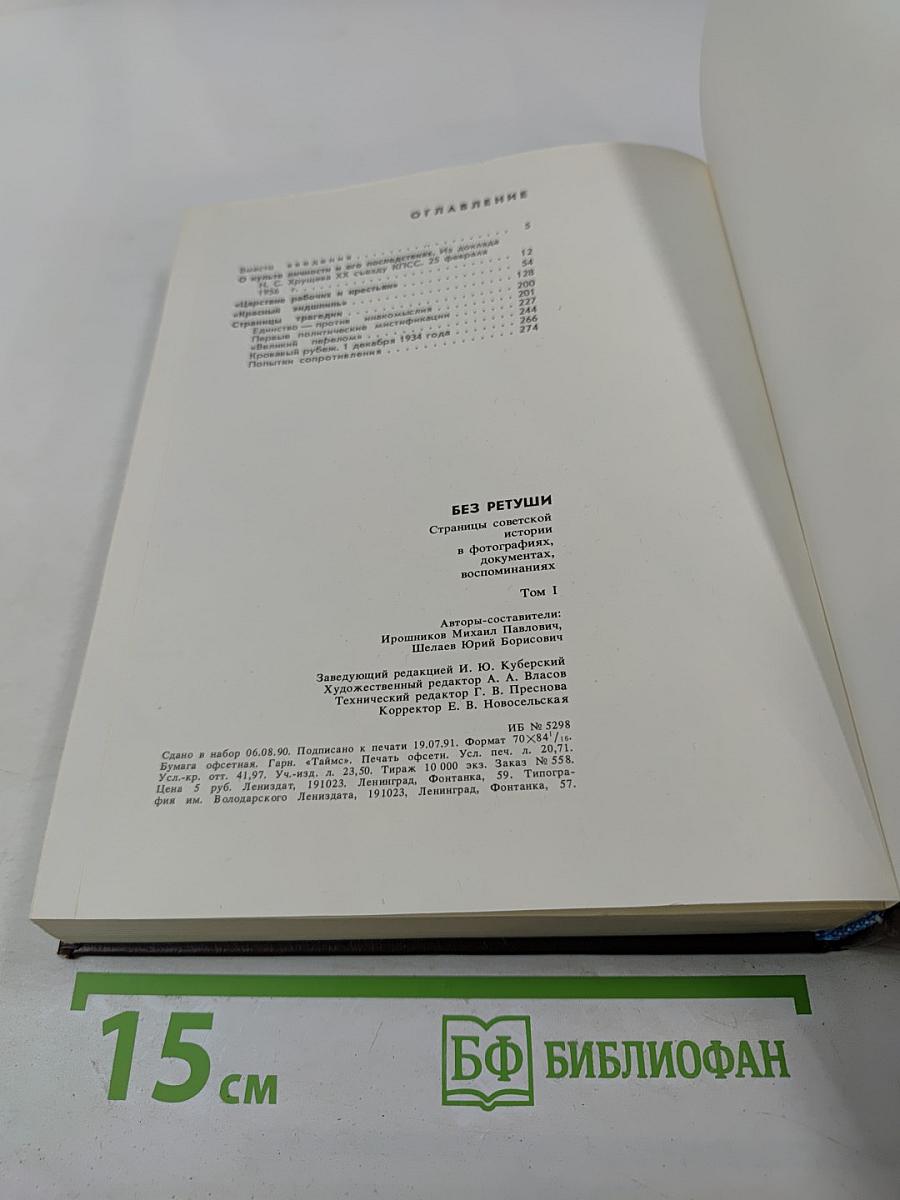 ОГЛАВЛЕНИЕ
Вместо введения . . . . . . . . . . . . . . . . 5
О культе личности и его последствиях. Из доклада
Н. С. Хрущева XX съезду КПСС. 25 февраля
1956 г. . . . . . . . . . . . . . . . 12
«Царствие рабочих и крестьян» . . . . . . . . 54
«Красный эндшпиль» . . . . . . . . . . . . 128
Страницы трагедии . . . . . . . . . . . . 200
Единство — против инакомыслия . . . . . . . . 201
Первые политические мистификации . . . . . . 227
«Великий перелом» . . . . . . . . . . . . 244
Кровавый рубеж. 1 декабря 1934 года . . . . . . 266
Попытки сопротивления . . . . . . . . . . 274
БЕЗ РЕТУШИ
Страницы советской
истории
в фотографиях,
документах,
воспоминаниях
Том I
Авторы-составители:
Ирошников Михаил Павлович,
Шелаев Юрий Борисович
Заведующий редакцией И. Ю. Куберский
Художественный редактор А. А. Власов
Технический редактор Г. В. Преснова
Корректор Е. В. Новосельская
ИБ № 5298
Сдано в набор 06.08.90. Подписано к печати 19.07.91. Формат 70×84¹/₁₆.
Бумага офсетная. Гарн. «Таймс». Печать офсетн. Усл. печ. л. 20,71.
Усл.-кр. отт. 41,97. Уч.-изд. л. 23,50. Тираж 10 000 экз. Заказ № 558.
Цена 5 руб. Лениздат, 191023, Ленинград, Фонтанка, 59. Типогра-
фия им. Володарского Лениздата, 191023, Ленинград, Фонтанка, 57.
15 см
БФ БИБЛИОФАН